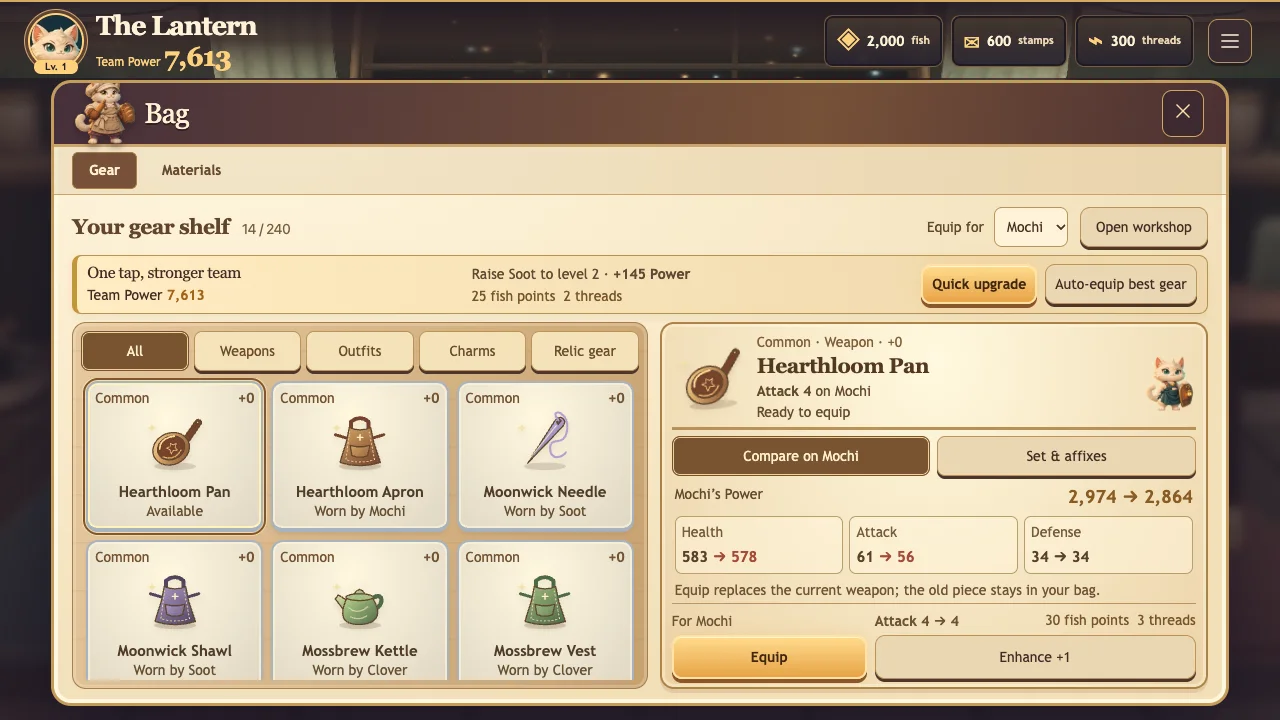 The Lantern
Team Power 7,613
Lv. 1
2,000 fish
600 stamps
300 threads
Bag
Gear
Materials
Your gear shelf 14 / 240
Equip for
Mochi
Open workshop
One tap, stronger team
Team Power 7,613
Raise Soot to level 2 · +145 Power
25 fish points 2 threads
Quick upgrade
Auto-equip best gear
All
Weapons
Outfits
Charms
Relic gear
Common +0
Hearthloom Pan
Available
Common +0
Hearthloom Apron
Worn by Mochi
Common +0
Moonwick Needle
Worn by Soot
Common +0
Moonwick Shawl
Worn by Soot
Common +0
Mossbrew Kettle
Worn by Clover
Common +0
Mossbrew Vest
Worn by Clover
Common · Weapon · +0
Hearthloom Pan
Attack 4 on Mochi
Ready to equip
Compare on Mochi
Set & affixes
Mochi's Power
2,974 → 2,864
Health
583 → 578
Attack
61 → 56
Defense
34 → 34
Equip replaces the current weapon; the old piece stays in your bag.
For Mochi
Attack 4 → 4
30 fish points 3 threads
Equip
Enhance +1